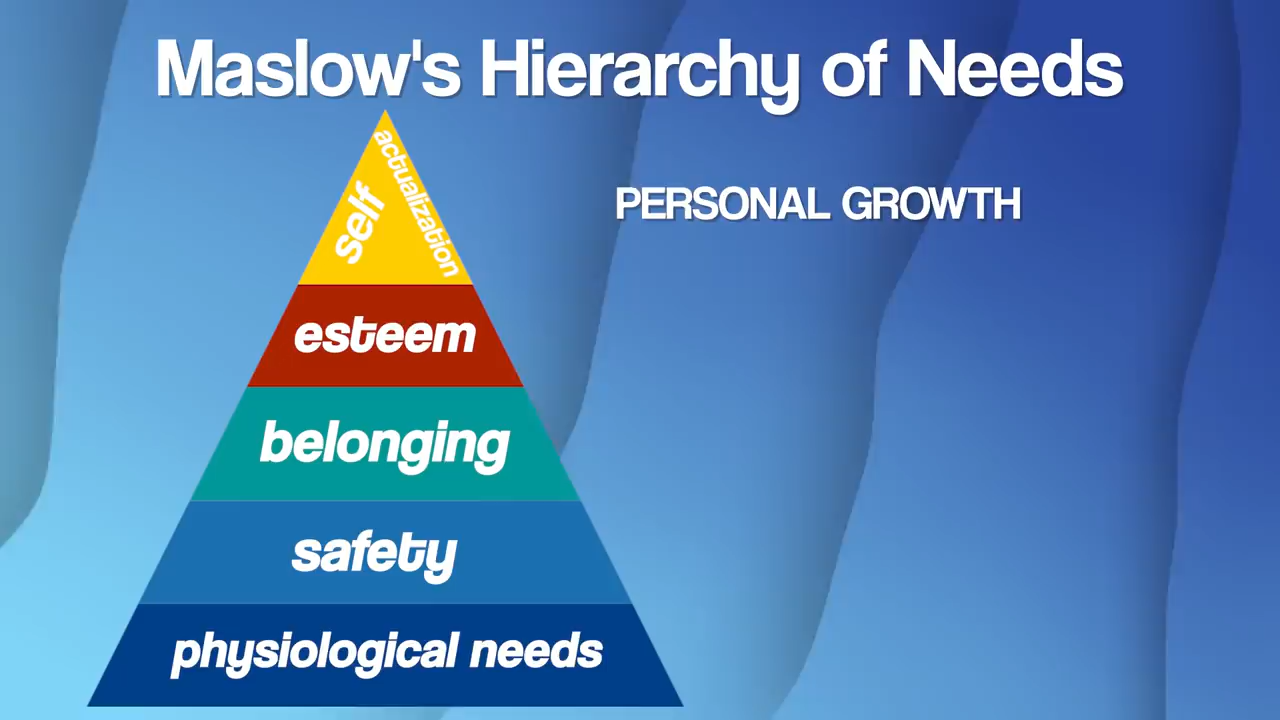 Maslow's Hierarchy of Needs
self
actualization
PERSONAL GROWTH
esteem
belonging
safety
physiological needs